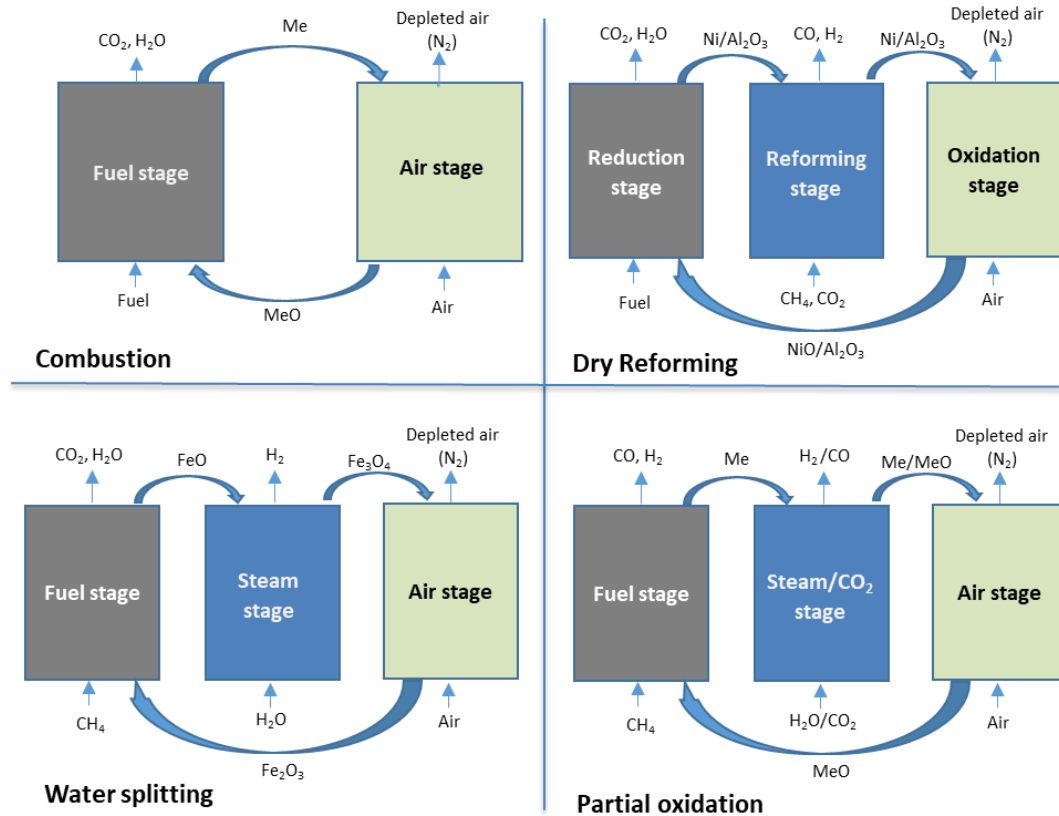 CO₂, H₂O
Me
Depleted air
(N₂)
Fuel stage
Air stage
Fuel
MeO
Air
Combustion
CO₂, H₂O
Ni/Al₂O₃
CO, H₂
Ni/Al₂O₃
Depleted air
(N₂)
Reduction
stage
Reforming
stage
Oxidation
stage
Fuel
CH₄, CO₂
Air
NiO/Al₂O₃
Dry Reforming
CO₂, H₂O
FeO
H₂
Fe₃O₄
Depleted air
(N₂)
Fuel stage
Steam
stage
Air stage
CH₄
H₂O
Air
Fe₂O₃
Water splitting
CO, H₂
Me
H₂/CO
Me/MeO
Depleted air
(N₂)
Fuel stage
Steam/CO₂
stage
Air stage
CH₄
H₂O/CO₂
Air
MeO
Partial oxidation